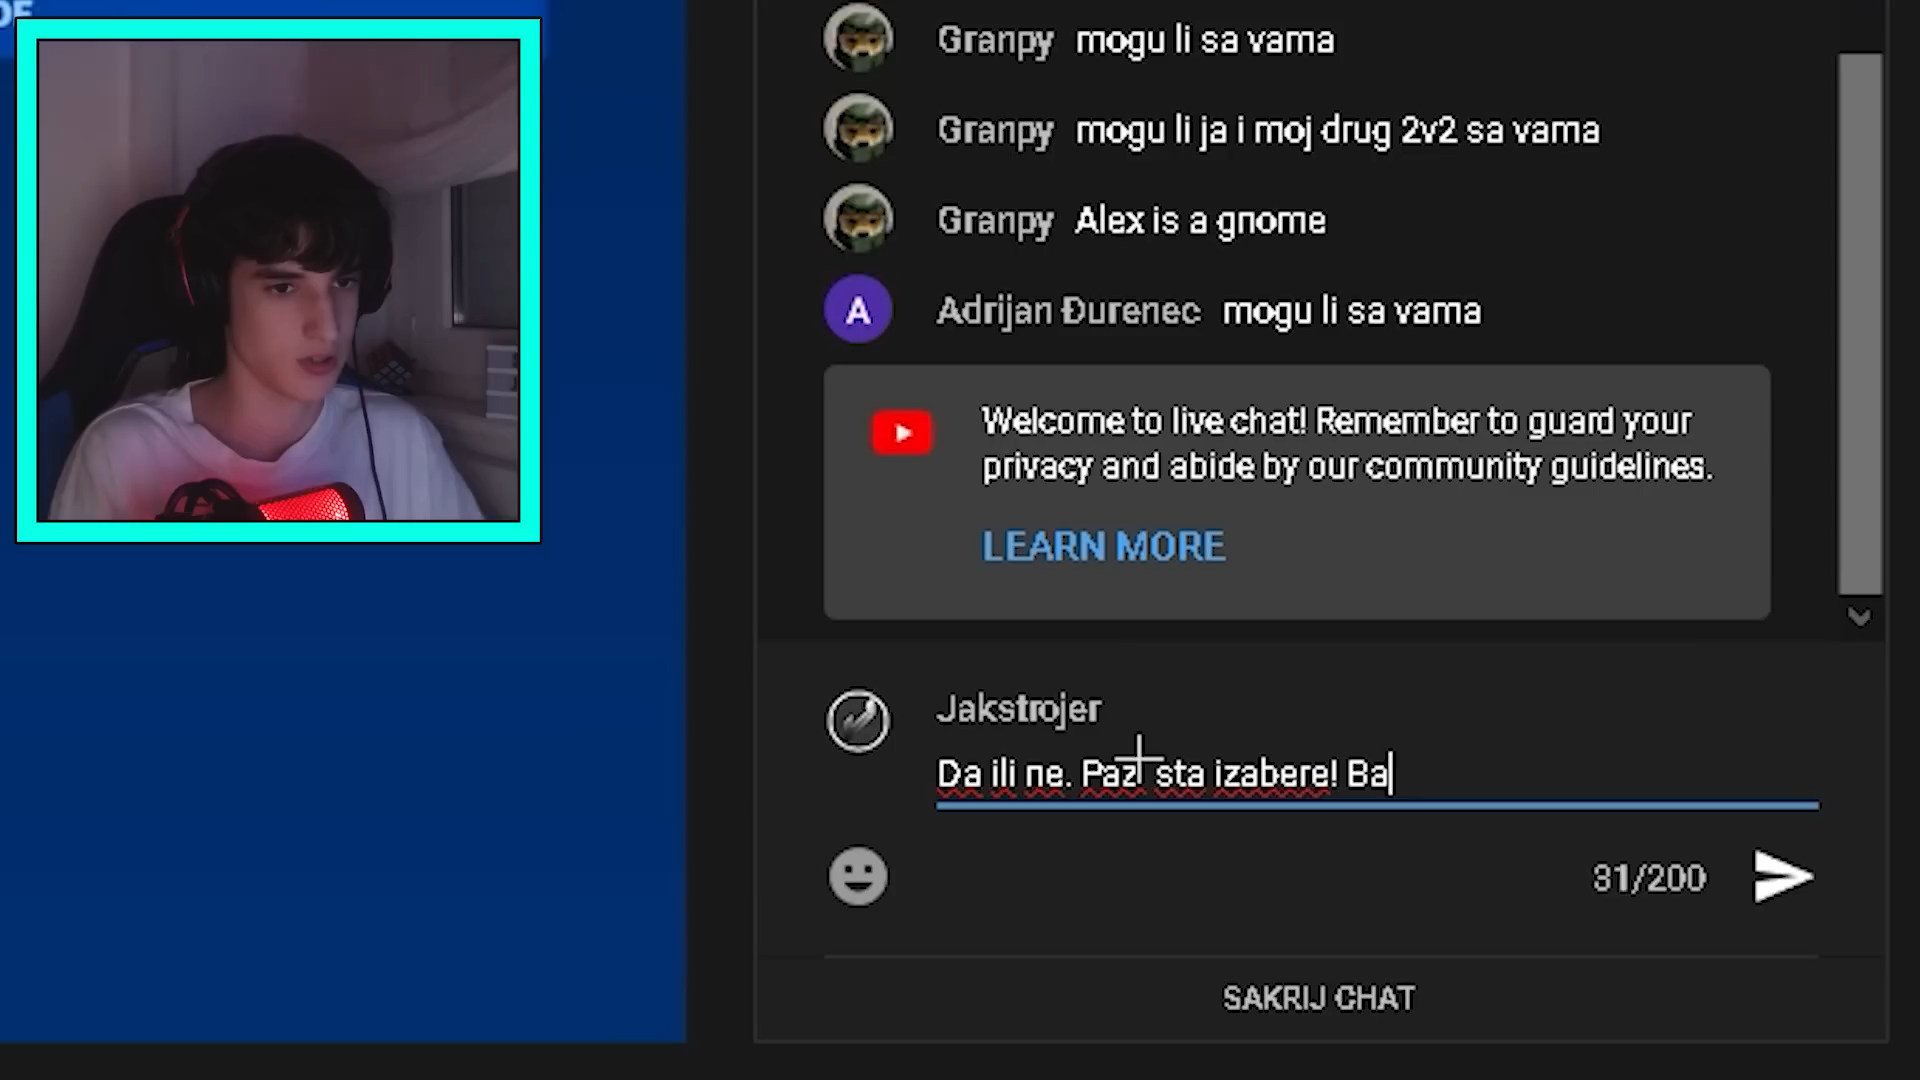 DE
Granpy mogu li sa vama
Granpy mogu li ja i moj drug 2v2 sa vama
Granpy Alex is a gnome
A Adrijan Đurenec mogu li sa vama
Welcome to live chat! Remember to guard your
privacy and abide by our community guidelines.
LEARN MORE
Jakstrojer
Da ili ne. Pazi sta izabere! Ba
31/200
SAKRIJ CHAT